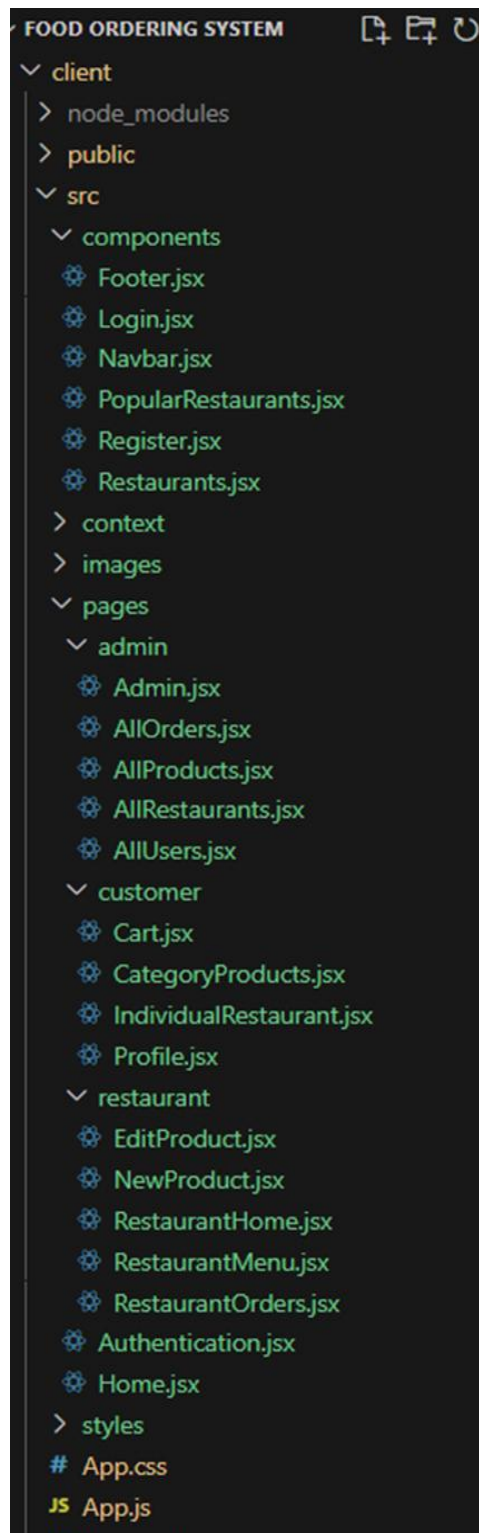 FOOD ORDERING SYSTEM
client
node_modules
public
src
components
Footer.jsx
Login.jsx
Navbar.jsx
PopularRestaurants.jsx
Register.jsx
Restaurants.jsx
context
images
pages
admin
Admin.jsx
AllOrders.jsx
AllProducts.jsx
AllRestaurants.jsx
AllUsers.jsx
customer
Cart.jsx
CategoryProducts.jsx
IndividualRestaurant.jsx
Profile.jsx
restaurant
EditProduct.jsx
NewProduct.jsx
RestaurantHome.jsx
RestaurantMenu.jsx
RestaurantOrders.jsx
Authentication.jsx
Home.jsx
styles
# App.css
JS App.js